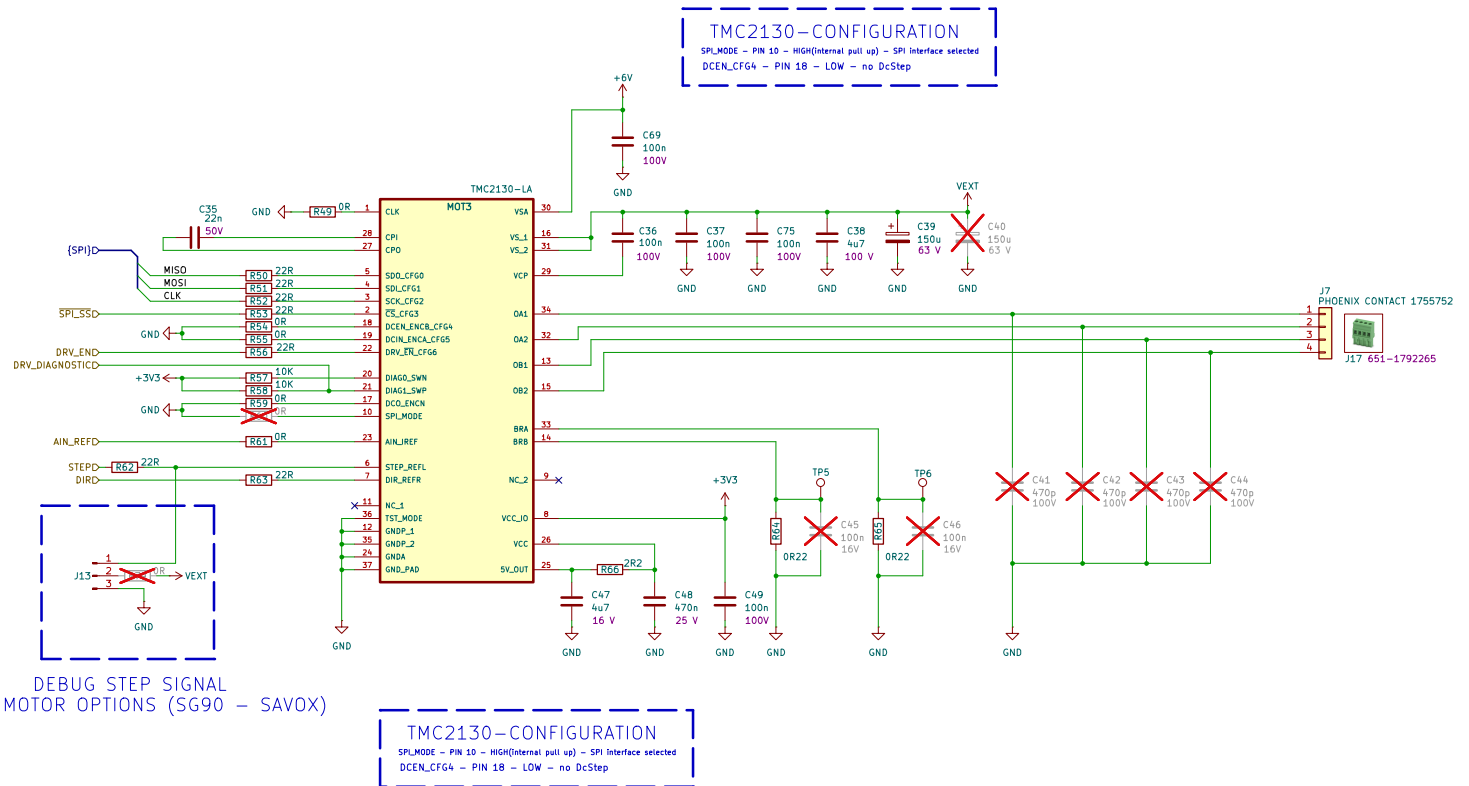 TMC2130-CONFIGURATION
SPI_MODE - PIN 10 - HIGH(internal pull up) - SPI interface selected
DCEN_CFG4 - PIN 18 - LOW - no DcStep
+6V
C69
100n
100V
GND
TMC2130-LA
MOT3
VEXT
C35
22n
50V
GND
R49
0R
1
CLK
28
CPI
27
CPO
{SPI}
MISO
R50
22R
5
SDO_CFG0
MOSI
R51
22R
4
SDI_CFG1
CLK
R52
22R
3
SCK_CFG2
SPI_SS
R53
22R
2
CS_CFG3
GND
R54
0R
18
DCEN_ENCB_CFG4
R55
0R
19
DCIN_ENCA_CFG5
DRV_EN
R56
22R
22
DRV_EN_CFG6
DRV_DIAGNOSTIC
+3V3
R57
10K
20
DIAG0_SWN
R58
10K
21
DIAG1_SWP
GND
R59
0R
17
DCO_ENCN
0R
10
SPI_MODE
AIN_REF
R61
0R
23
AIN_IREF
STEP
R62
22R
6
STEP_REFL
DIR
R63
22R
7
DIR_REFR
11
NC_1
36
TST_MODE
12
GNDP_1
35
GNDP_2
24
GNDA
37
GND_PAD
GND
VSA
30
VS_1
16
VS_2
31
VCP
29
OA1
34
OA2
32
OB1
13
OB2
15
BRA
33
BRB
14
NC_2
9
VCC_IO
8
VCC
26
5V_OUT
25
C36
100n
100V
C37
100n
100V
GND
C75
100n
100V
GND
C38
4u7
100 V
GND
C39
150u
63 V
GND
C40
150u
63 V
GND
J7
PHOENIX CONTACT 1755752
1
2
3
4
J17 651-1792265
C41
470p
100V
C42
470p
100V
C43
470p
100V
C44
470p
100V
GND
TP5
R64
0R22
C45
100n
16V
GND
TP6
R65
0R22
C46
100n
16V
GND
+3V3
R66
2R2
C47
4u7
16 V
GND
C48
470n
25 V
GND
C49
100n
100V
GND
J13
1
2
3
0R
VEXT
GND
DEBUG STEP SIGNAL
MOTOR OPTIONS (SG90 - SAVOX)
TMC2130-CONFIGURATION
SPI_MODE - PIN 10 - HIGH(internal pull up) - SPI interface selected
DCEN_CFG4 - PIN 18 - LOW - no DcStep